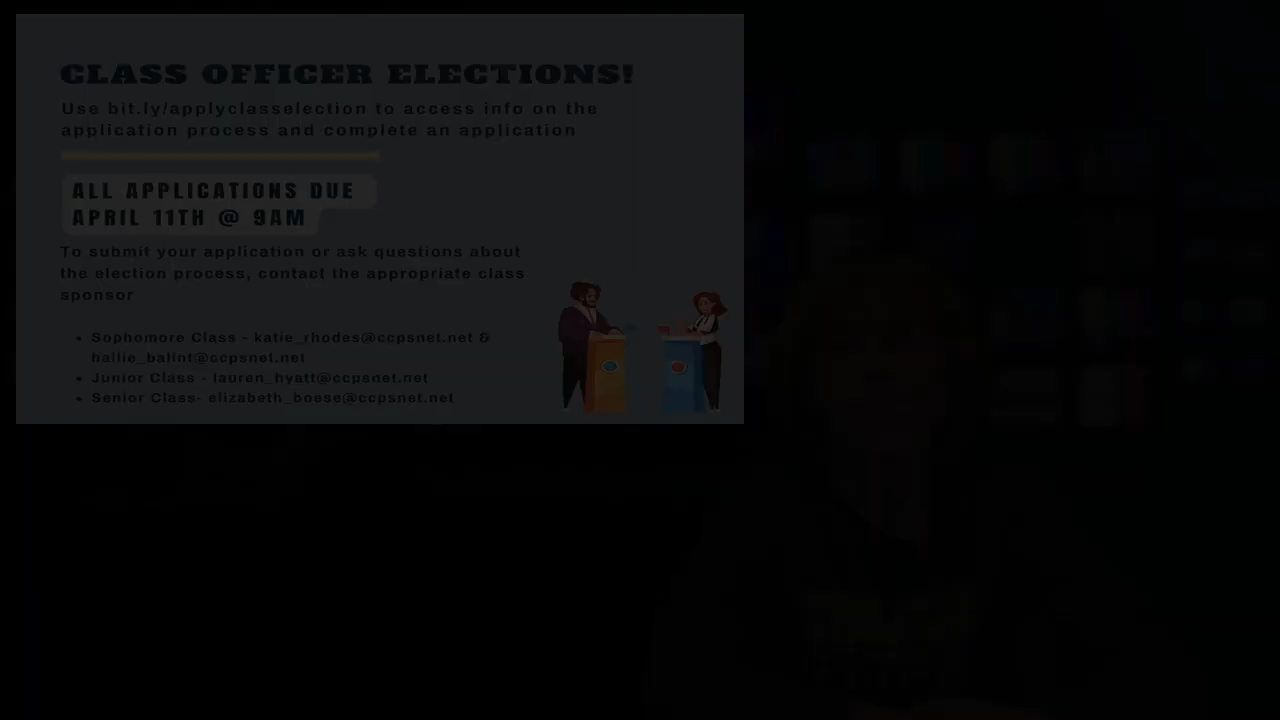 CLASS OFFICER ELECTIONS!
Use bit.ly/applyclasselection to access info on the
application process and complete an application
ALL APPLICATIONS DUE
APRIL 11TH @ 9AM
To submit your application or ask questions about
the election process, contact the appropriate class
sponsor
• Sophomore Class - katie_rhodes@ccpsnet.net &
hallie_balint@ccpsnet.net
• Junior Class - lauren_hyatt@ccpsnet.net
• Senior Class- elizabeth_boese@ccpsnet.net